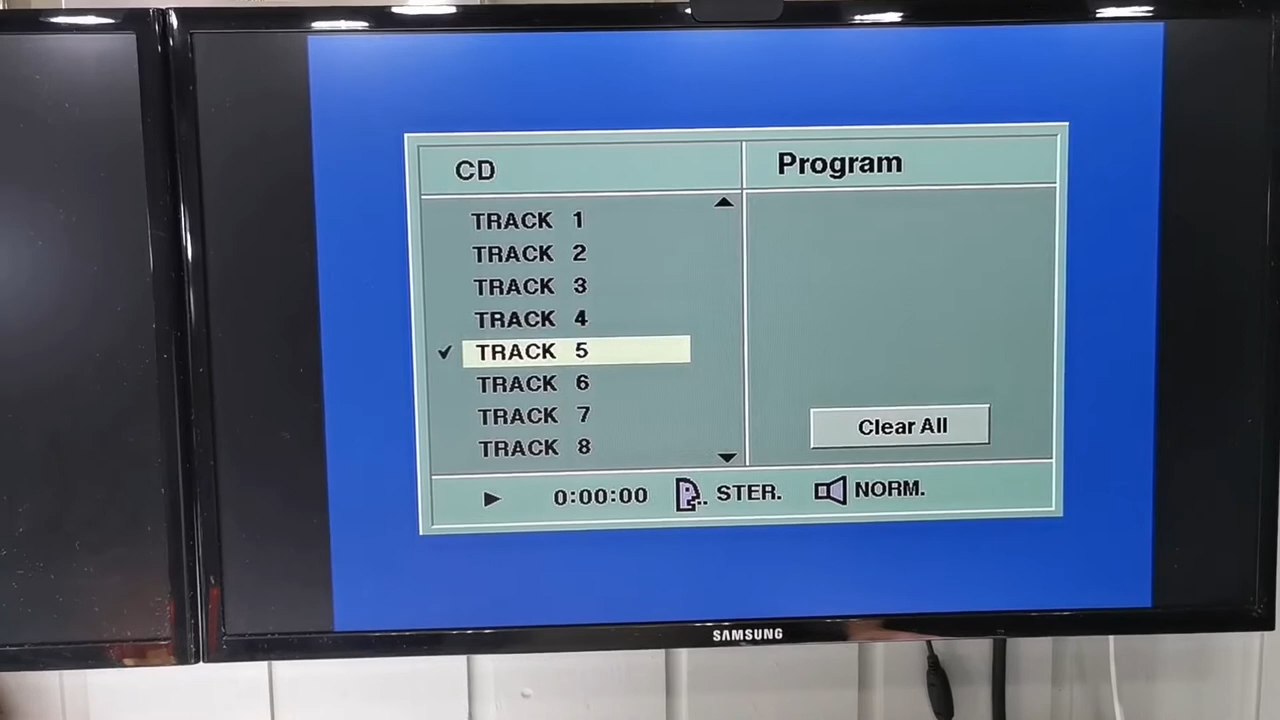 CD
Program
TRACK 1
TRACK 2
TRACK 3
TRACK 4
✓ TRACK 5
TRACK 6
TRACK 7
TRACK 8
Clear All
0:00:00 STER. NORM.
SAMSUNG